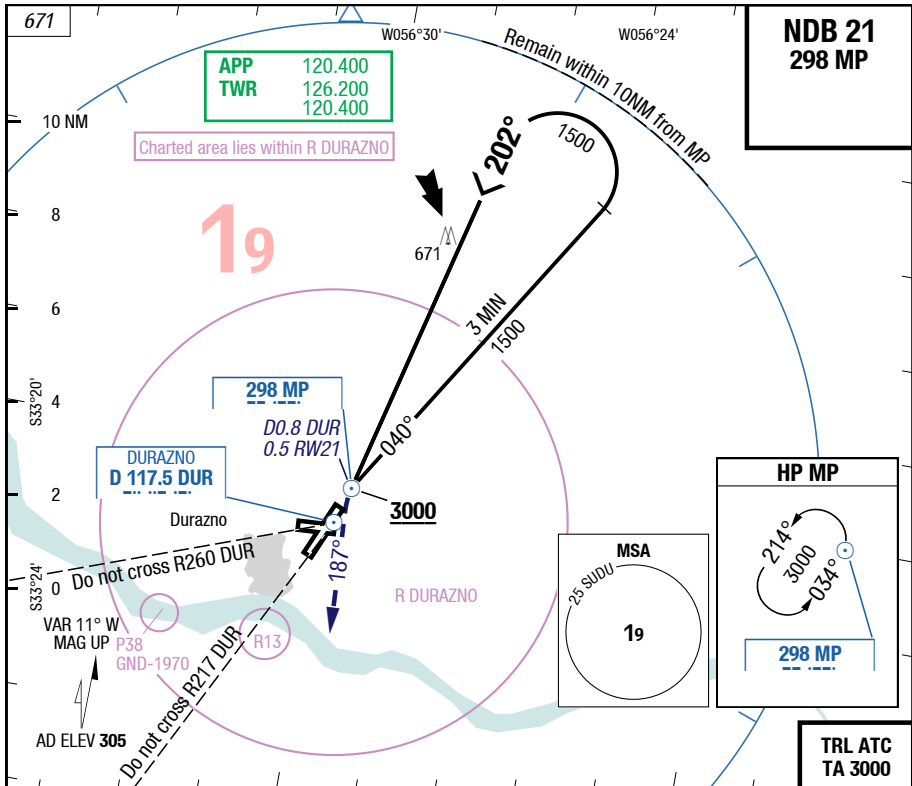 671
W056°30'
W056°24'
NDB 21
298 MP
APP 120.400
TWR 126.200
120.400
Remain within 10NM from MP
10 NM
Charted area lies within R DURAZNO
< 202°
1500
8
19
671
6
3 MIN
1500
S33°20'
4
298 MP
040°
D0.8 DUR
0.5 RW21
DURAZNO
D 117.5 DUR
HP MP
2
3000
Durazno
214°
3000
034°
187°
MSA
25 SUDU
19
Do not cross R260 DUR
S33°24'
0
R DURAZNO
VAR 11° W
MAG UP
P38
GND-1970
R13
298 MP
Do not cross R217 DUR
AD ELEV 305
TRL ATC
TA 3000